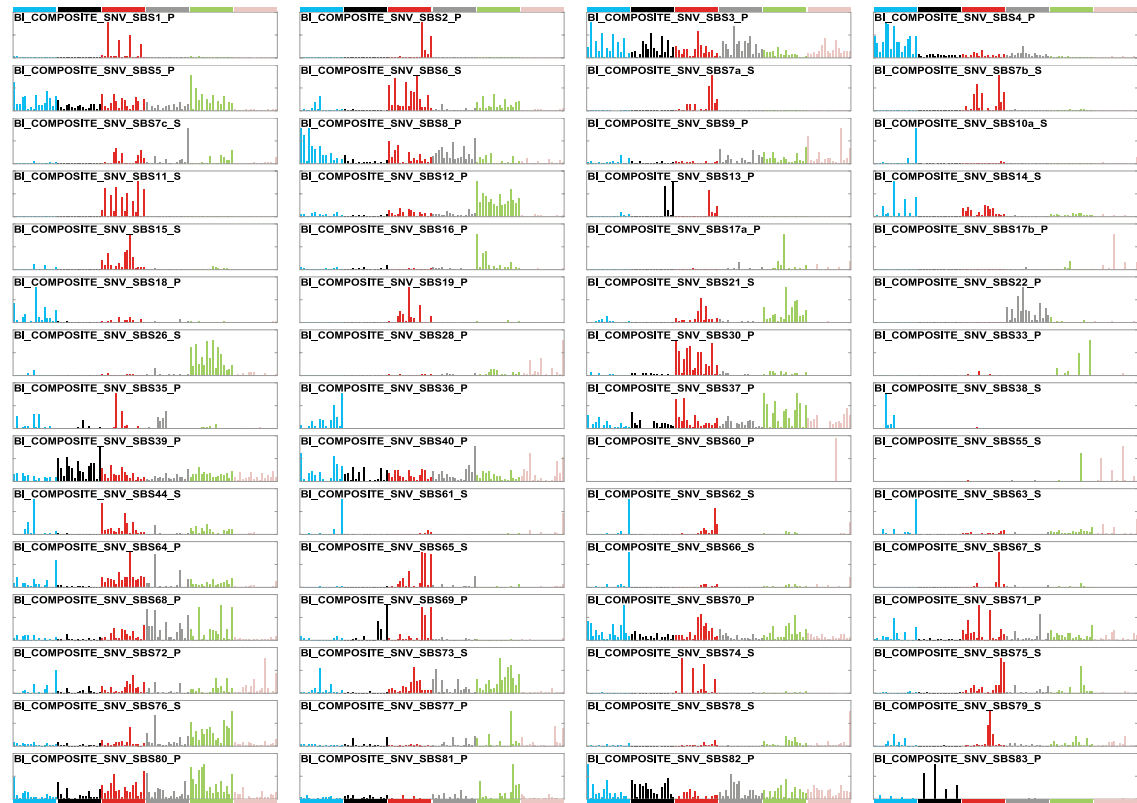 BI_COMPOSITE_SNV_SBS1_P
BI_COMPOSITE_SNV_SBS2_P
BI_COMPOSITE_SNV_SBS3_P
BI_COMPOSITE_SNV_SBS4_P
BI_COMPOSITE_SNV_SBS5_P
BI_COMPOSITE_SNV_SBS6_S
BI_COMPOSITE_SNV_SBS7a_S
BI_COMPOSITE_SNV_SBS7b_S
BI_COMPOSITE_SNV_SBS7c_S
BI_COMPOSITE_SNV_SBS8_P
BI_COMPOSITE_SNV_SBS9_P
BI_COMPOSITE_SNV_SBS10a_S
BI_COMPOSITE_SNV_SBS11_S
BI_COMPOSITE_SNV_SBS12_P
BI_COMPOSITE_SNV_SBS13_P
BI_COMPOSITE_SNV_SBS14_S
BI_COMPOSITE_SNV_SBS15_S
BI_COMPOSITE_SNV_SBS16_P
BI_COMPOSITE_SNV_SBS17a_P
BI_COMPOSITE_SNV_SBS17b_P
BI_COMPOSITE_SNV_SBS18_P
BI_COMPOSITE_SNV_SBS19_P
BI_COMPOSITE_SNV_SBS21_S
BI_COMPOSITE_SNV_SBS22_P
BI_COMPOSITE_SNV_SBS26_S
BI_COMPOSITE_SNV_SBS28_P
BI_COMPOSITE_SNV_SBS30_P
BI_COMPOSITE_SNV_SBS33_P
BI_COMPOSITE_SNV_SBS35_P
BI_COMPOSITE_SNV_SBS36_P
BI_COMPOSITE_SNV_SBS37_P
BI_COMPOSITE_SNV_SBS38_S
BI_COMPOSITE_SNV_SBS39_P
BI_COMPOSITE_SNV_SBS40_P
BI_COMPOSITE_SNV_SBS60_P
BI_COMPOSITE_SNV_SBS55_S
BI_COMPOSITE_SNV_SBS44_S
BI_COMPOSITE_SNV_SBS61_S
BI_COMPOSITE_SNV_SBS62_S
BI_COMPOSITE_SNV_SBS63_S
BI_COMPOSITE_SNV_SBS64_P
BI_COMPOSITE_SNV_SBS65_S
BI_COMPOSITE_SNV_SBS66_S
BI_COMPOSITE_SNV_SBS67_S
BI_COMPOSITE_SNV_SBS68_P
BI_COMPOSITE_SNV_SBS69_P
BI_COMPOSITE_SNV_SBS70_P
BI_COMPOSITE_SNV_SBS71_P
BI_COMPOSITE_SNV_SBS72_P
BI_COMPOSITE_SNV_SBS73_S
BI_COMPOSITE_SNV_SBS74_S
BI_COMPOSITE_SNV_SBS75_S
BI_COMPOSITE_SNV_SBS76_S
BI_COMPOSITE_SNV_SBS77_P
BI_COMPOSITE_SNV_SBS78_S
BI_COMPOSITE_SNV_SBS79_S
BI_COMPOSITE_SNV_SBS80_P
BI_COMPOSITE_SNV_SBS81_P
BI_COMPOSITE_SNV_SBS82_P
BI_COMPOSITE_SNV_SBS83_P